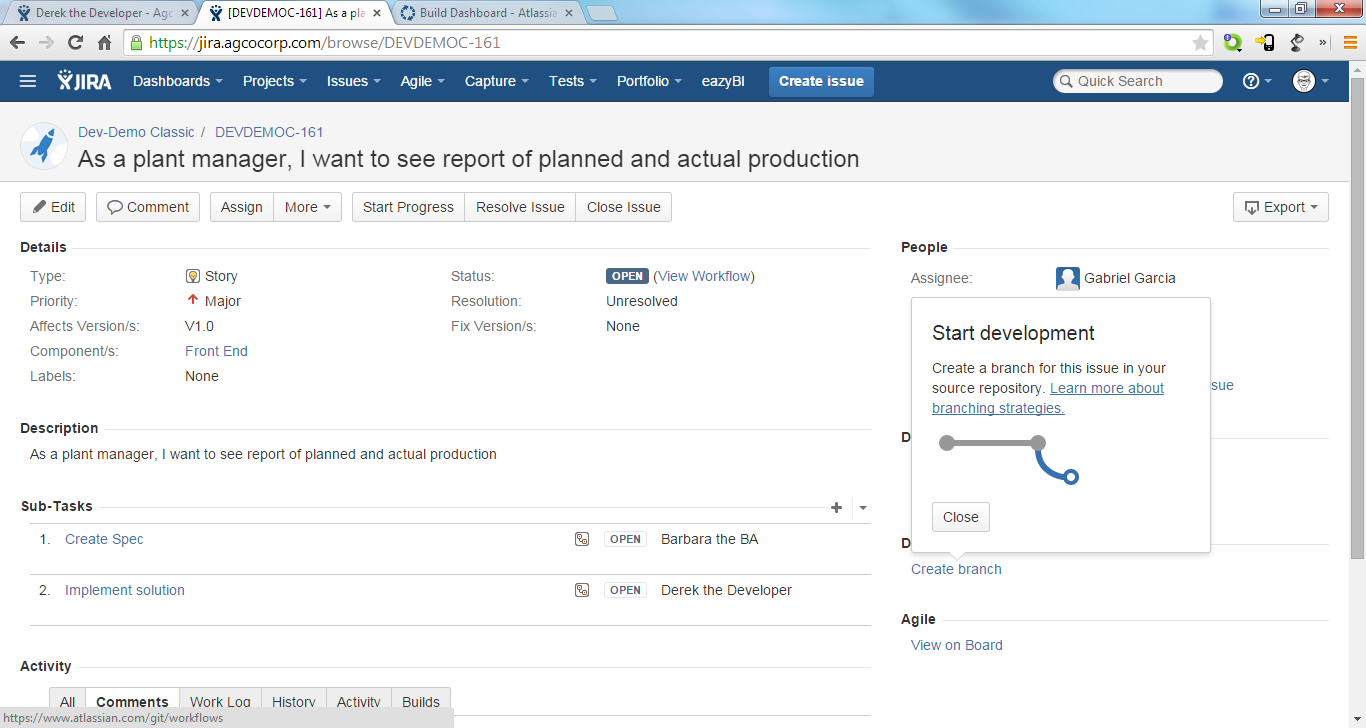 Derek the Developer - Agc
[DEVDEMOC-161] As a pla
Build Dashboard - Atlassia
https://jira.agcocorp.com/browse/DEVDEMOC-161
JIRA Dashboards Projects Issues Agile Capture Tests Portfolio eazyBI Create issue Quick Search
Dev-Demo Classic / DEVDEMOC-161
As a plant manager, I want to see report of planned and actual production
Edit Comment Assign More Start Progress Resolve Issue Close Issue Export
Details
Type: Story
Priority: Major
Affects Version/s: V1.0
Component/s: Front End
Labels: None
Status: OPEN (View Workflow)
Resolution: Unresolved
Fix Version/s: None
Description
As a plant manager, I want to see report of planned and actual production
Sub-Tasks
1. Create Spec OPEN Barbara the BA
2. Implement solution OPEN Derek the Developer
Activity
All Comments Work Log History Activity Builds
https://www.atlassian.com/git/workflows
People
Assignee: Gabriel Garcia
Start development
Create a branch for this issue in your
source repository. Learn more about
branching strategies.
Close
sue
D
D
Create branch
Agile
View on Board